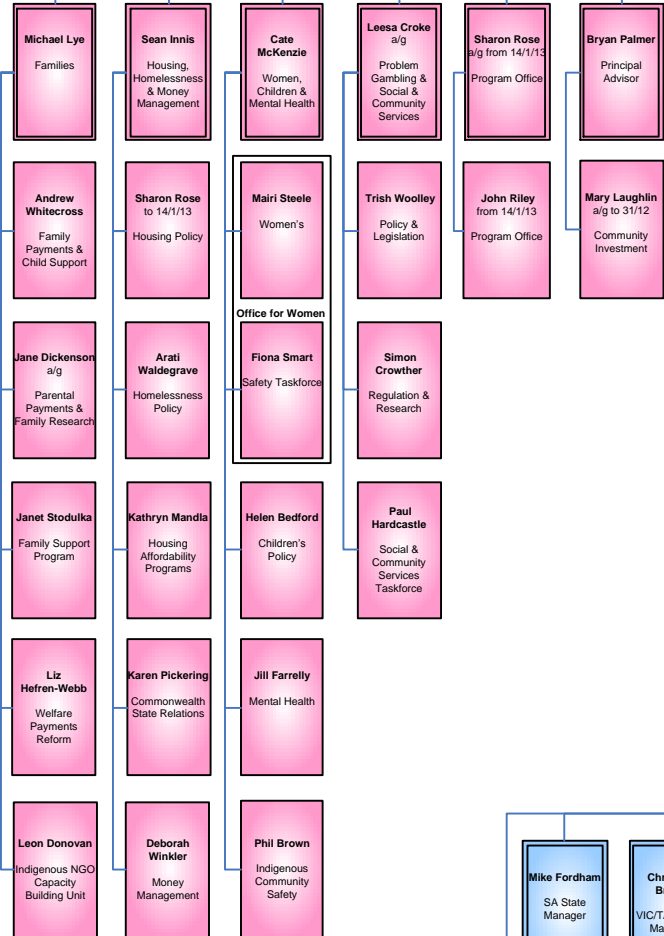 Michael Lye
Families
Sean Innis
Housing,
Homelessness
& Money
Management
Cate
McKenzie
Women,
Children &
Mental Health
Leesa Croke
a/g
Problem
Gambling &
Social &
Community
Services
Sharon Rose
a/g from 14/1/13
Program Office
Bryan Palmer
Principal
Advisor
Andrew
Whitecross
Family
Payments &
Child Support
Sharon Rose
to 14/1/13
Housing Policy
Mairi Steele
Women's
Trish Woolley
Policy &
Legislation
John Riley
from 14/1/13
Program Office
Mary Laughlin
a/g to 31/12
Community
Investment
Office for Women
Jane Dickenson
a/g
Parental
Payments &
Family Research
Arati
Waldegrave
Homelessness
Policy
Fiona Smart
Safety Taskforce
Simon
Crowther
Regulation &
Research
Janet Stodulka
Family Support
Program
Kathryn Mandla
Housing
Affordability
Programs
Helen Bedford
Children's
Policy
Paul
Hardcastle
Social &
Community
Services
Taskforce
Liz
Hefren-Webb
Welfare
Payments
Reform
Karen Pickering
Commonwealth
State Relations
Jill Farrelly
Mental Health
Leon Donovan
Indigenous NGO
Capacity
Building Unit
Deborah
Winkler
Money
Management
Phil Brown
Indigenous
Community
Safety
Mike Fordham
SA State
Manager